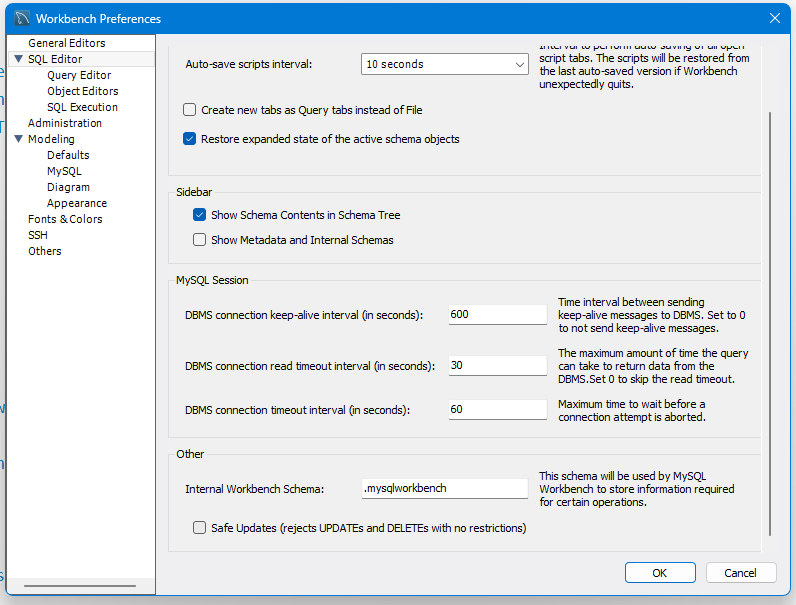 Workbench Preferences
General Editors
SQL Editor
Query Editor
Object Editors
SQL Execution
Administration
Modeling
Defaults
MySQL
Diagram
Appearance
Fonts & Colors
SSH
Others
Auto-save scripts interval:
10 seconds
Interval to perform auto-saving of all open
script tabs. The scripts will be restored from
the last auto-saved version if Workbench
unexpectedly quits.
Create new tabs as Query tabs instead of File
Restore expanded state of the active schema objects
Sidebar
Show Schema Contents in Schema Tree
Show Metadata and Internal Schemas
MySQL Session
DBMS connection keep-alive interval (in seconds):
600
Time interval between sending
keep-alive messages to DBMS. Set to 0
to not send keep-alive messages.
DBMS connection read timeout interval (in seconds):
30
The maximum amount of time the query
can take to return data from the
DBMS.Set 0 to skip the read timeout.
DBMS connection timeout interval (in seconds):
60
Maximum time to wait before a
connection attempt is aborted.
Other
Internal Workbench Schema:
.mysqlworkbench
This schema will be used by MySQL
Workbench to store information required
for certain operations.
Safe Updates (rejects UPDATEs and DELETEs with no restrictions)
OK
Cancel